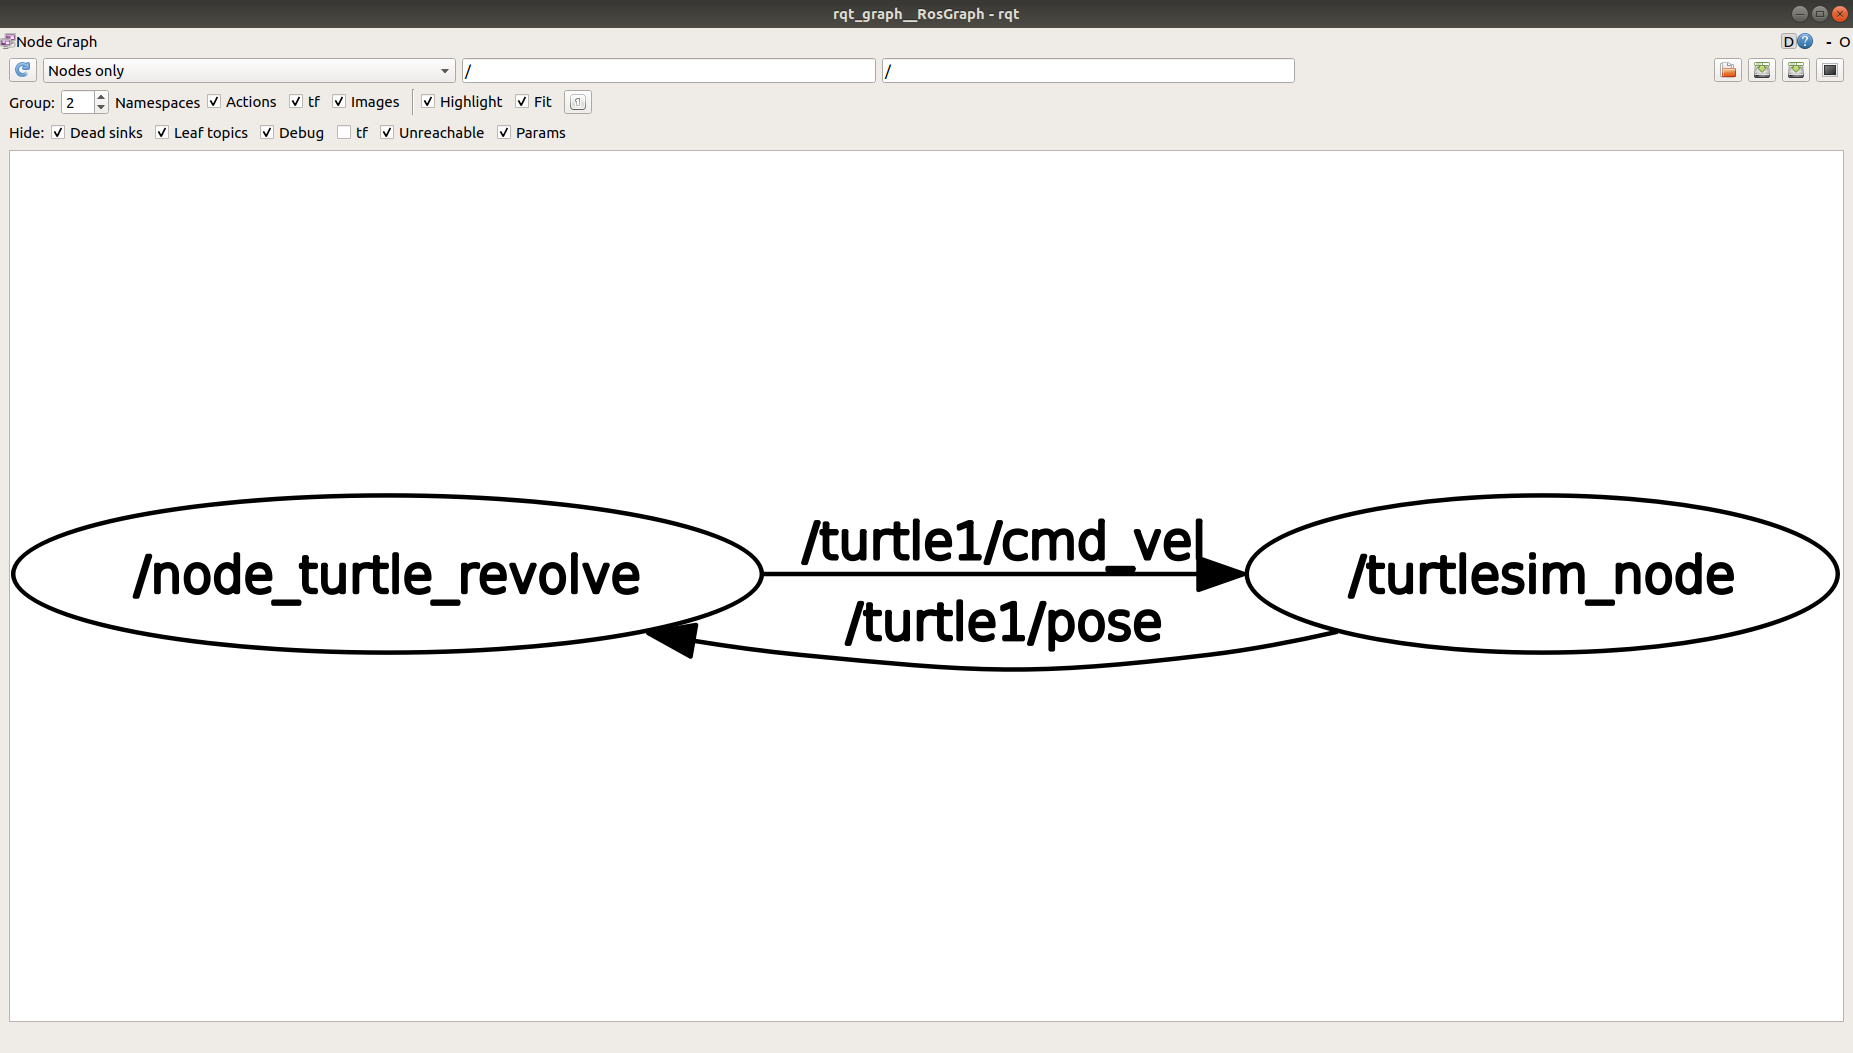 rqt_graph__RosGraph - rqt
Node Graph
D ? - O
Nodes only / /
Group: 2 Namespaces Actions tf Images Highlight Fit
Hide: Dead sinks Leaf topics Debug tf Unreachable Params
/turtle1/cmd_vel
/node_turtle_revolve /turtlesim_node
/turtle1/pose